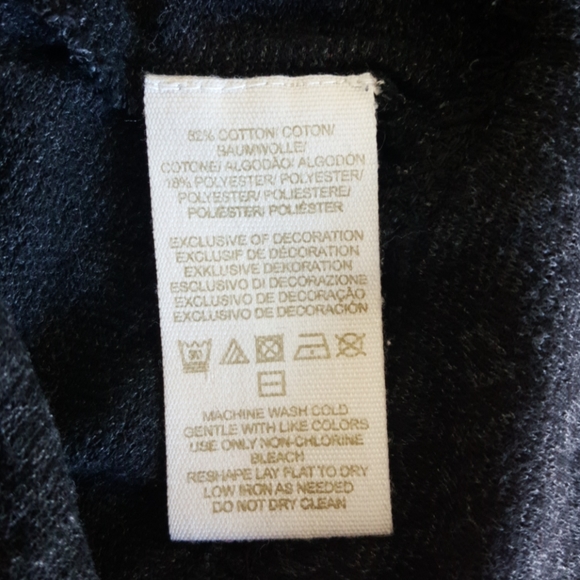 82% COTTON/ COTON/
BAUMWOLLE/
COTONE/ ALGODÃO/ ALGODÓN
18% POLYESTER/ POLYESTER/
POLYESTER/ POLIESTERE/
POLIÉSTER/ POLIÉSTER
EXCLUSIVE OF DECORATION
EXCLUSIF DE DÉCORATION
EXKLUSIVE DEKORATION
ESCLUSIVO DI DECORAZIONE
EXCLUSIVO DE DECORAÇÃO
EXCLUSIVO DE DECORACIÓN
MACHINE WASH COLD
GENTLE WITH LIKE COLORS
USE ONLY NON-CHLORINE
BLEACH
RESHAPE LAY FLAT TO DRY
LOW IRON AS NEEDED
DO NOT DRY CLEAN